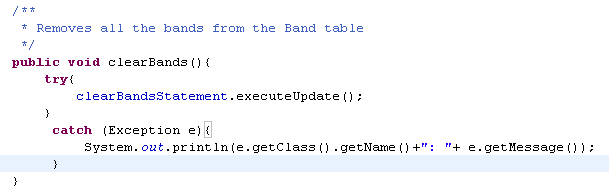 /**
 * Removes all the bands from the Band table
 */
public void clearBands(){
    try{
        clearBandsStatement.executeUpdate();
    }
     catch (Exception e){
         System.out.println(e.getClass().getName()+": "+ e.getMessage());
     }
}